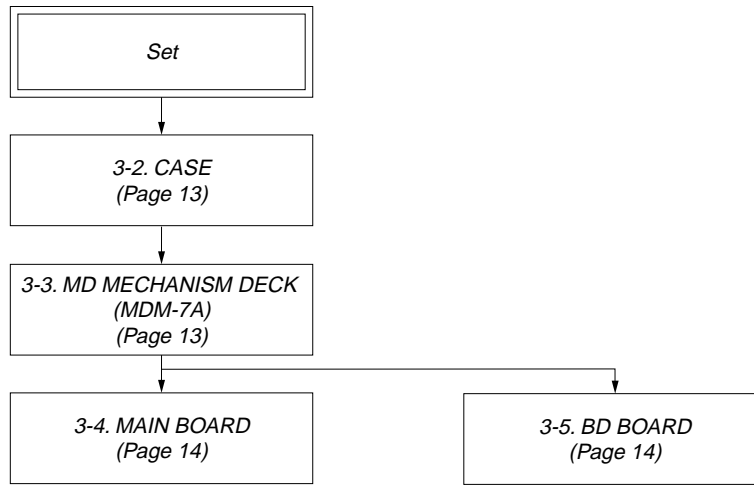 Set
3-2. CASE
(Page 13)
3-3. MD MECHANISM DECK
(MDM-7A)
(Page 13)
3-4. MAIN BOARD
(Page 14)
3-5. BD BOARD
(Page 14)